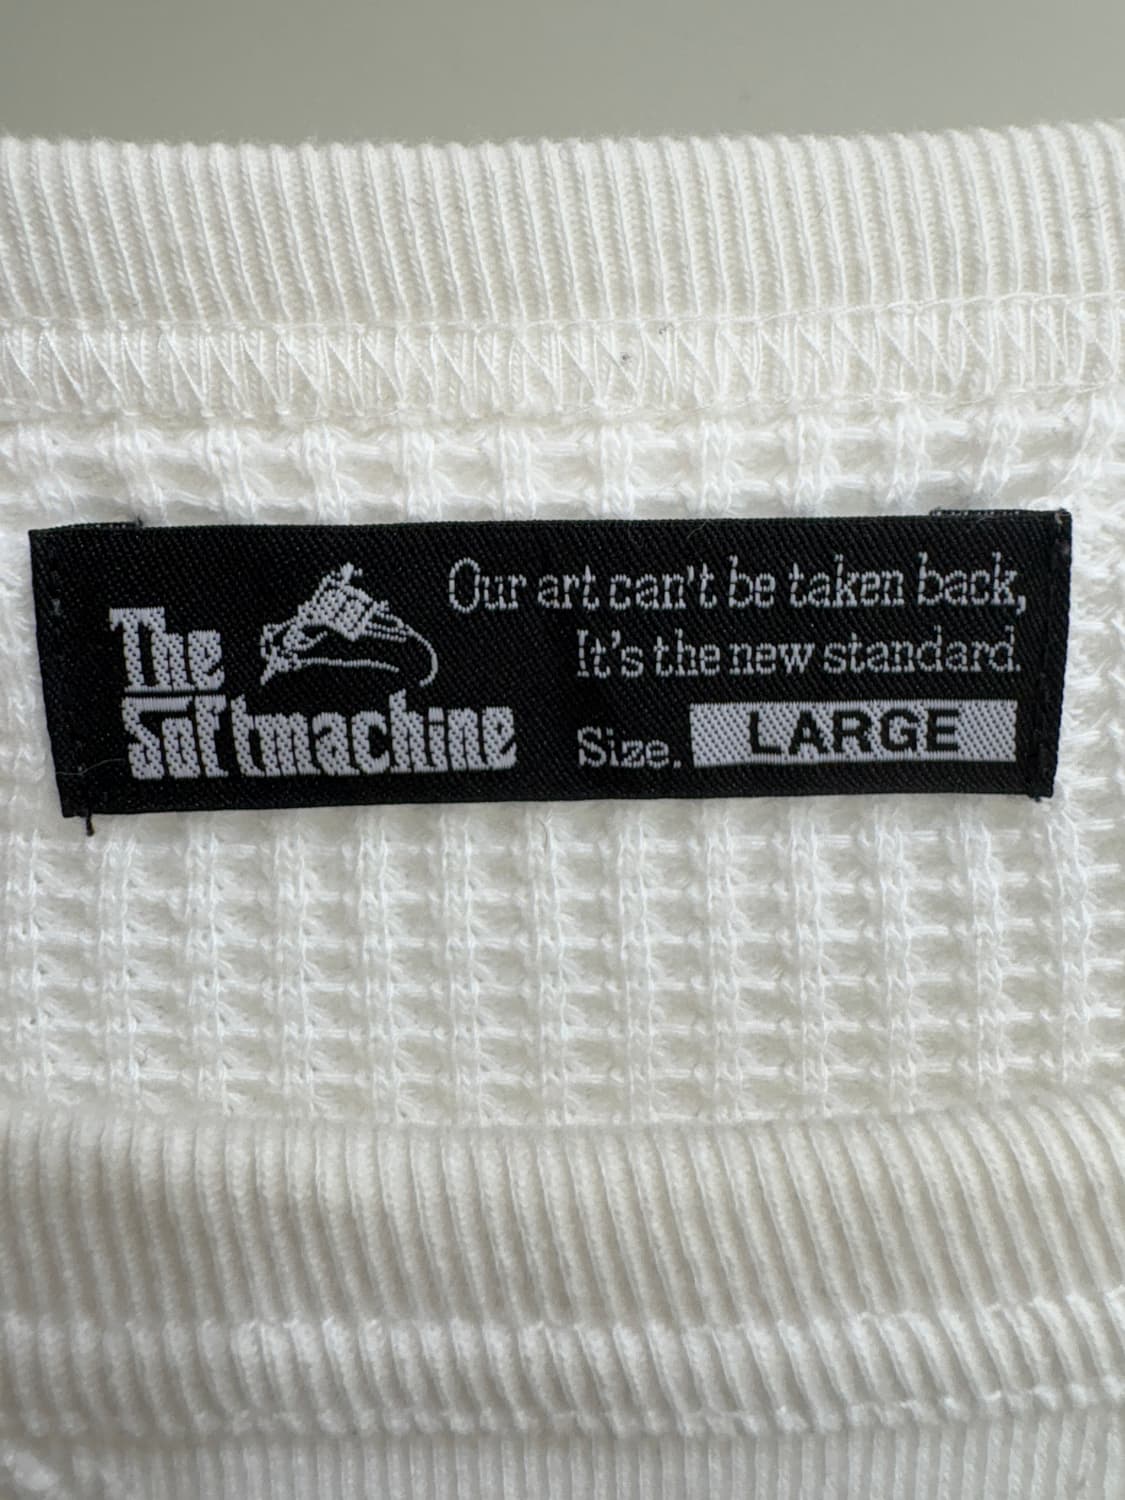 The
Softmachine
Our art can't be taken back,
It's the new standard.
Size. LARGE